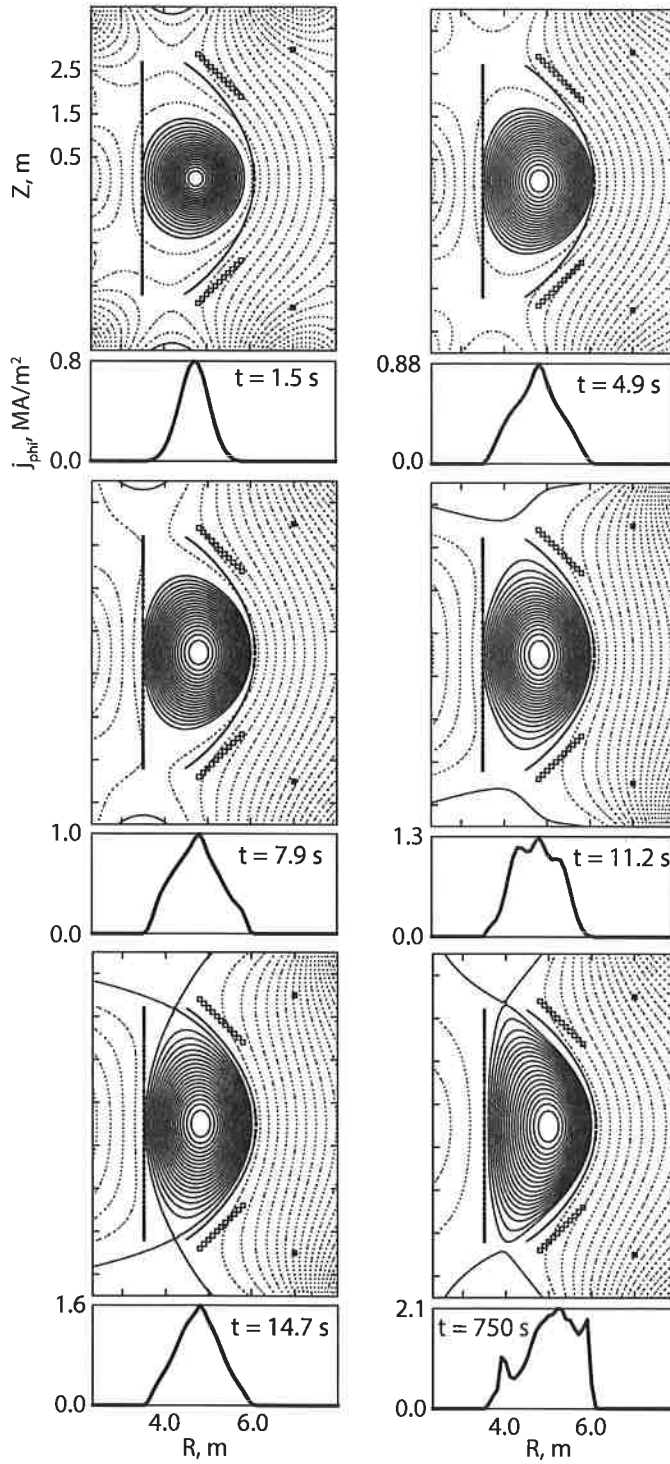 2.5
1.5
0.5
Z, m
0.8
0.0
j_phi, MA/m²
t = 1.5 s
0.88
0.0
t = 4.9 s
1.0
0.0
t = 7.9 s
1.3
0.0
t = 11.2 s
1.6
0.0
t = 14.7 s
4.0 6.0
R, m
2.1
0.0
t = 750 s
4.0 6.0
R, m